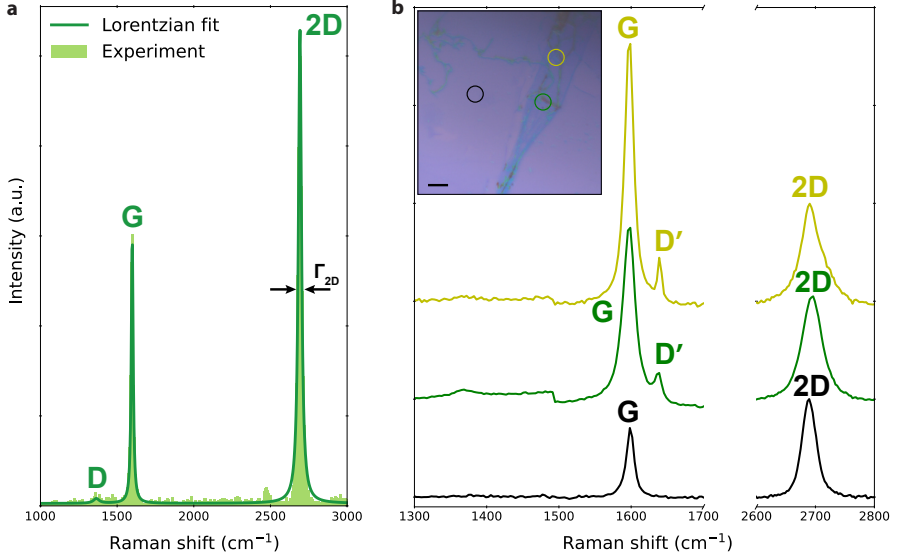 a
Lorentzian fit
Experiment
2D
G
Γ2D
D
Intensity (a.u.)
1000 1500 2000 2500 3000
Raman shift (cm−1)
b
G
D′
2D
G
D′
2D
G
2D
1300 1400 1500 1600 1700 2600 2700 2800
Raman shift (cm−1)